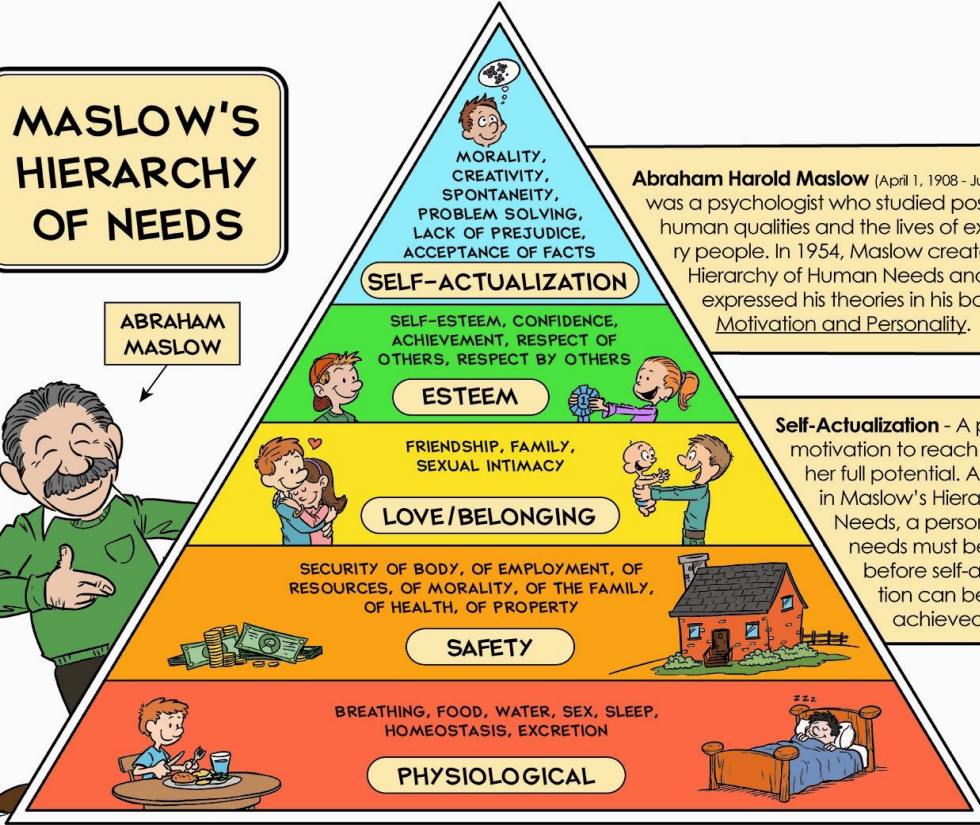 MASLOW'S
HIERARCHY
OF NEEDS
ABRAHAM
MASLOW
MORALITY,
CREATIVITY,
SPONTANEITY,
PROBLEM SOLVING,
LACK OF PREJUDICE,
ACCEPTANCE OF FACTS
SELF-ACTUALIZATION
SELF-ESTEEM, CONFIDENCE,
ACHIEVEMENT, RESPECT OF
OTHERS, RESPECT BY OTHERS
ESTEEM
1
FRIENDSHIP, FAMILY,
SEXUAL INTIMACY
LOVE/BELONGING
SECURITY OF BODY, OF EMPLOYMENT, OF
RESOURCES, OF MORALITY, OF THE FAMILY,
OF HEALTH, OF PROPERTY
SAFETY
BREATHING, FOOD, WATER, SEX, SLEEP,
HOMEOSTASIS, EXCRETION
PHYSIOLOGICAL
zzz
Abraham Harold Maslow (April 1, 1908 -
was a psychologist who studied
human qualities and the lives of
ry people. In 1954, Maslow
Hierarchy of Human Needs
expressed his theories in his
Motivation and Personality.
Self-Actualization - A
motivation to reach
her full potential.
in Maslow's
Needs, a
needs must
before
tion can